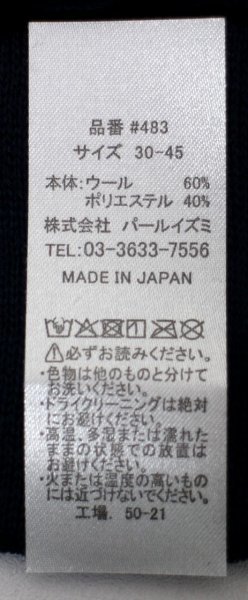 品番 #483
サイズ 30-45
本体:ウール 60%
ポリエステル 40%
株式会社 パールイズミ
TEL:03-3633-7556
MADE IN JAPAN
必ずお読みください。
・色物は他のものと分けて
お洗いください。
・ドライクリーニングは絶対
にお避けください。
・高温、多湿または濡れた
ままの状態での放置は
お避けください。
・火または温度の高いもの
には近づけないでください。
工場. 50-21